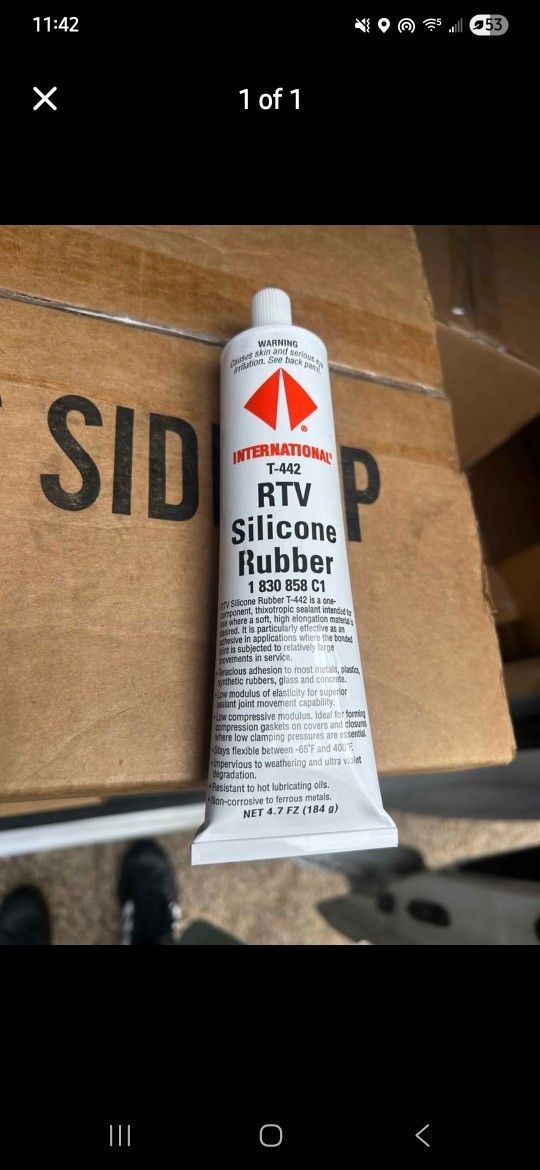 11:42
53
1 of 1
SID
P
WARNING
Causes skin and serious eye
irritation. See back panel.
INTERNATIONAL®
T-442
RTV
Silicone
Rubber
1 830 858 C1
•RTV Silicone Rubber T-442 is a one-
component, thixotropic sealant intended for
use where a soft, high elongation material is
desired. It is particularly effective as an
adhesive in applications where the bonded
joint is subjected to relatively large
movements in service.
•Tenacious adhesion to most metals, plastics,
synthetic rubbers, glass and concrete.
•Low modulus of elasticity for superior
sealant joint movement capability.
•Low compressive modulus. Ideal for forming
compression gaskets on covers and closures
where low clamping pressures are essential.
•Stays flexible between -65°F and 400°F.
•Impervious to weathering and ultra violet
degradation.
•Resistant to hot lubricating oils.
•Non-corrosive to ferrous metals.
NET 4.7 FZ (184 g)